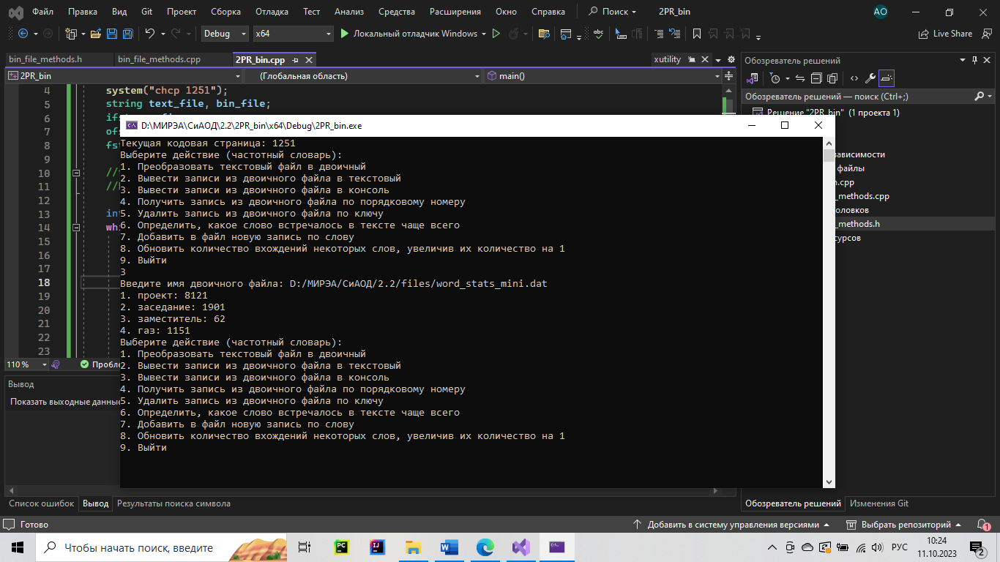 Файл Правка Вид Git Проект Сборка Отладка Тест Анализ Средства Расширения Окно Справка Поиск 2PR_bin AO
Debug x64 Локальный отладчик Windows Live Share
bin_file_methods.h bin_file_methods.cpp 2PR_bin.cpp xutility Обозреватель решений
2PR_bin (Глобальная область) main()
4 system("chcp 1251");
5 string text_file, bin_file;
6
7
8
9
10
11
12
13
14
15
16
17
18
19
20
21
22
23
Обозреватель решений — поиск (Ctrl+;)
Решение "2PR_bin" (1 проекта 1)
D:\МИРЭА\СиАОД\2.2\2PR_bin\x64\Debug\2PR_bin.exe
Текущая кодовая страница: 1251
Выберите действие (частотный словарь):
1. Преобразовать текстовый файл в двоичный
2. Вывести записи из двоичного файла в текстовый
3. Вывести записи из двоичного файла в консоль
4. Получить запись из двоичного файла по порядковому номеру
5. Удалить запись из двоичного файла по ключу
6. Определить, какое слово встречалось в тексте чаще всего
7. Добавить в файл новую запись по слову
8. Обновить количество вхождений некоторых слов, увеличив их количество на 1
9. Выйти
3
Введите имя двоичного файла: D:/МИРЭА/СиАОД/2.2/files/word_stats_mini.dat
1. проект: 8121
2. заседание: 1901
3. заместитель: 62
4. газ: 1151
Выберите действие (частотный словарь):
1. Преобразовать текстовый файл в двоичный
2. Вывести записи из двоичного файла в текстовый
3. Вывести записи из двоичного файла в консоль
4. Получить запись из двоичного файла по порядковому номеру
5. Удалить запись из двоичного файла по ключу
6. Определить, какое слово встречалось в тексте чаще всего
7. Добавить в файл новую запись по слову
8. Обновить количество вхождений некоторых слов, увеличив их количество на 1
9. Выйти
ависимости
файлы
.cpp
_methods.cpp
оловков
_methods.h
сурсов
110 % Пробле
Вывод
Показать выходные данные
Список ошибок Вывод Результаты поиска символа Обозреватель решений Изменения Git
Готово Добавить в систему управления версиями Выбрать репозиторий 1
Чтобы начать поиск, введите РУС 10:24
11.10.2023 2